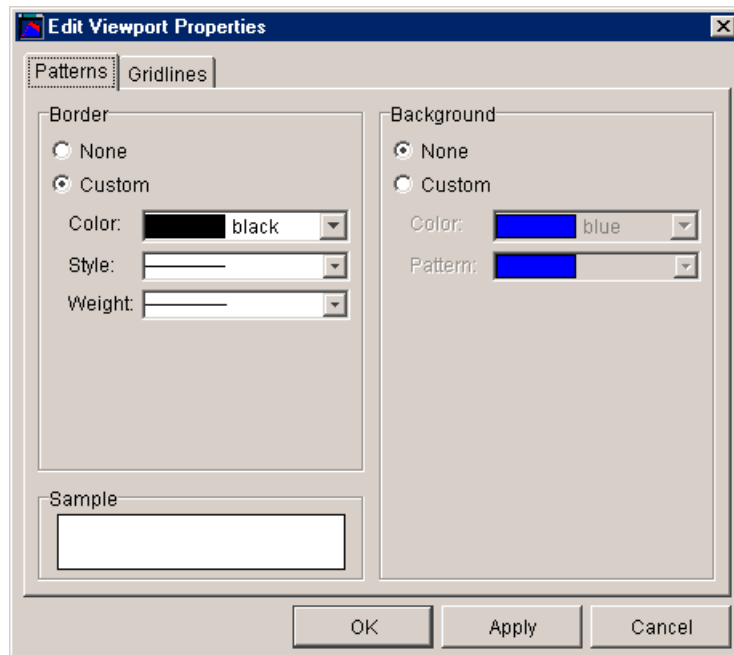 Edit Viewport Properties
Patterns
Gridlines
Border
None
Custom
Color:
black
Style:
Weight:
Sample
Background
None
Custom
Color:
blue
Pattern:
OK
Apply
Cancel